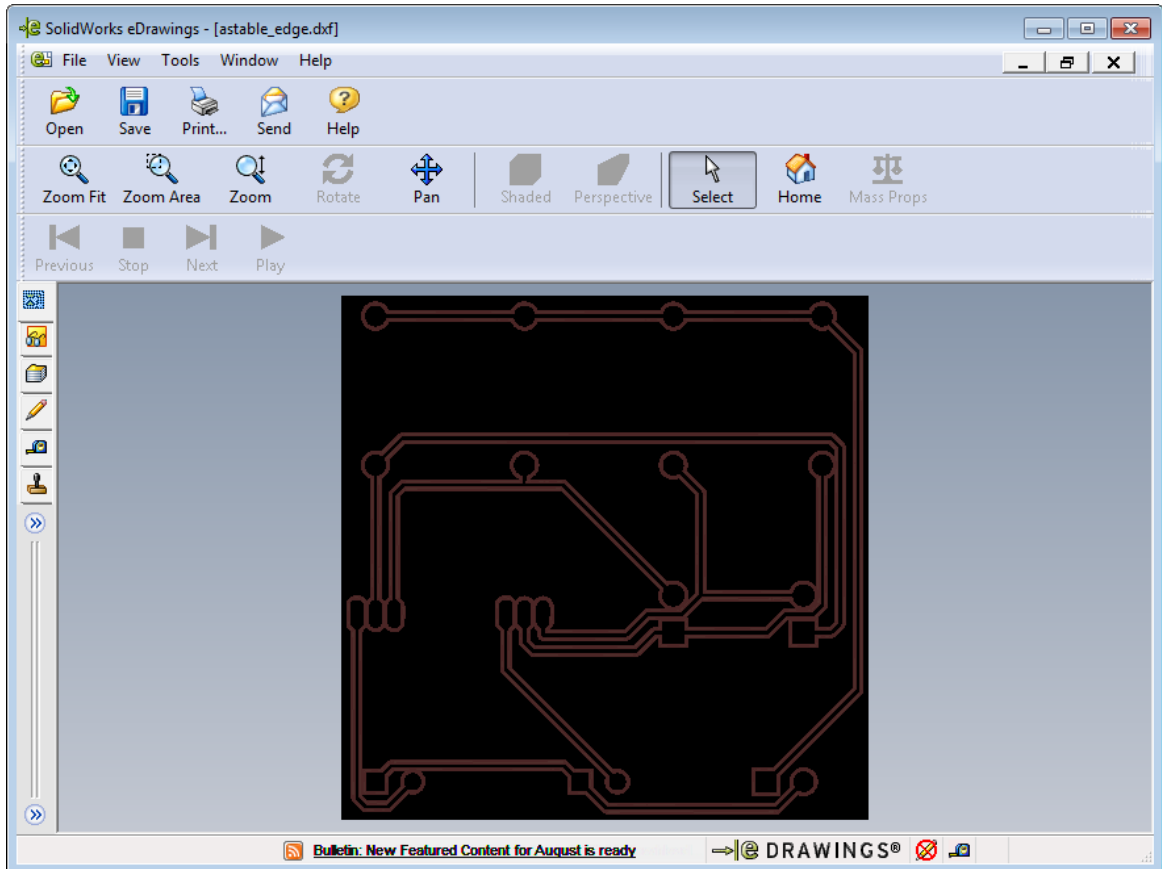 SolidWorks eDrawings - [astable_edge.dxf]
File View Tools Window Help
Open Save Print... Send Help
Zoom Fit Zoom Area Zoom Rotate Pan Shaded Perspective Select Home Mass Props
Previous Stop Next Play
Bulletin: New Featured Content for August is ready
e DRAWINGS®